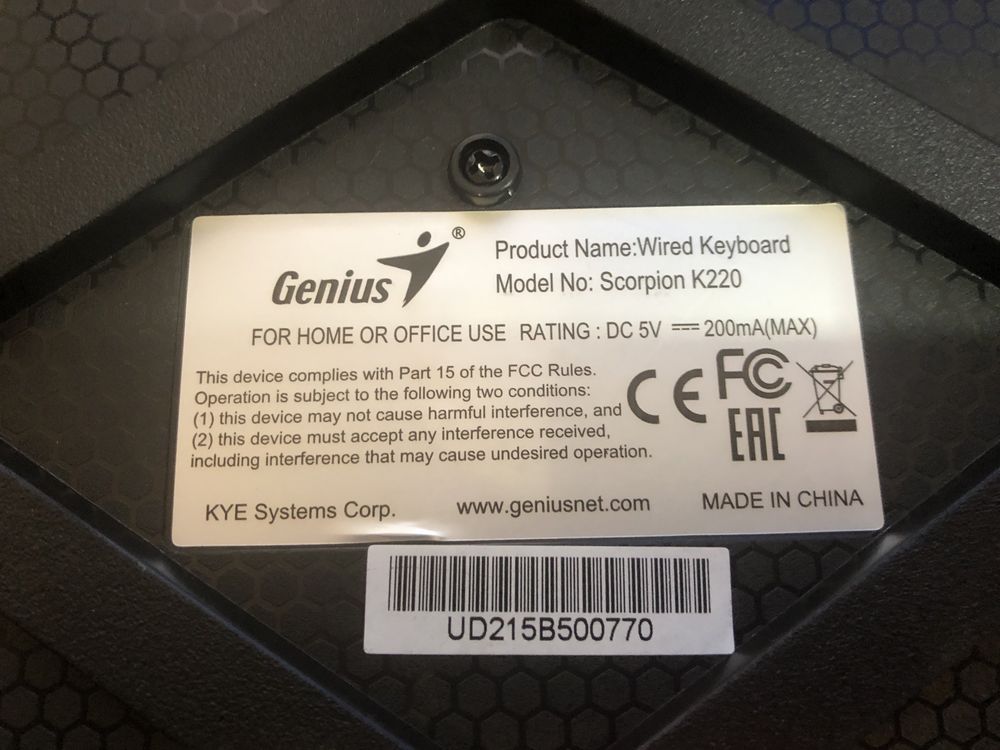 Genius®
Product Name:Wired Keyboard
Model No: Scorpion K220
FOR HOME OR OFFICE USE RATING : DC 5V ⎓ 200mA(MAX)
This device complies with Part 15 of the FCC Rules.
Operation is subject to the following two conditions:
(1) this device may not cause harmful interference, and
(2) this device must accept any interference received,
including interference that may cause undesired operation.
CE FC
EAC
KYE Systems Corp. www.geniusnet.com MADE IN CHINA
UD215B500770